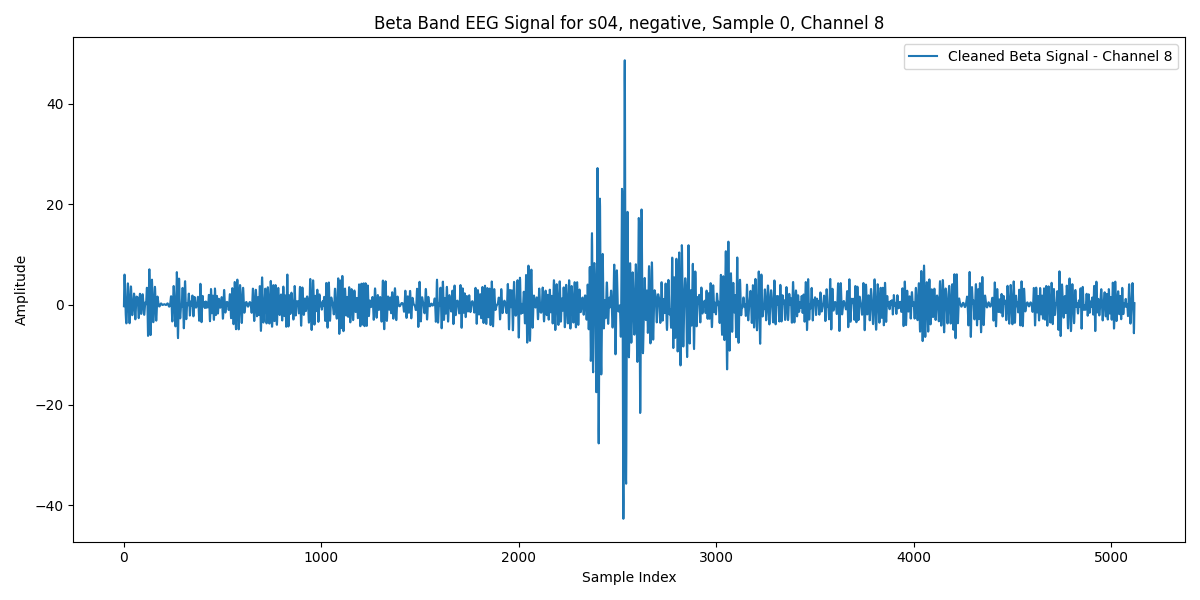 Beta Band EEG Signal for s04, negative, Sample 0, Channel 8
Cleaned Beta Signal - Channel 8
Amplitude
40
20
0
−20
−40
0 1000 2000 3000 4000 5000
Sample Index